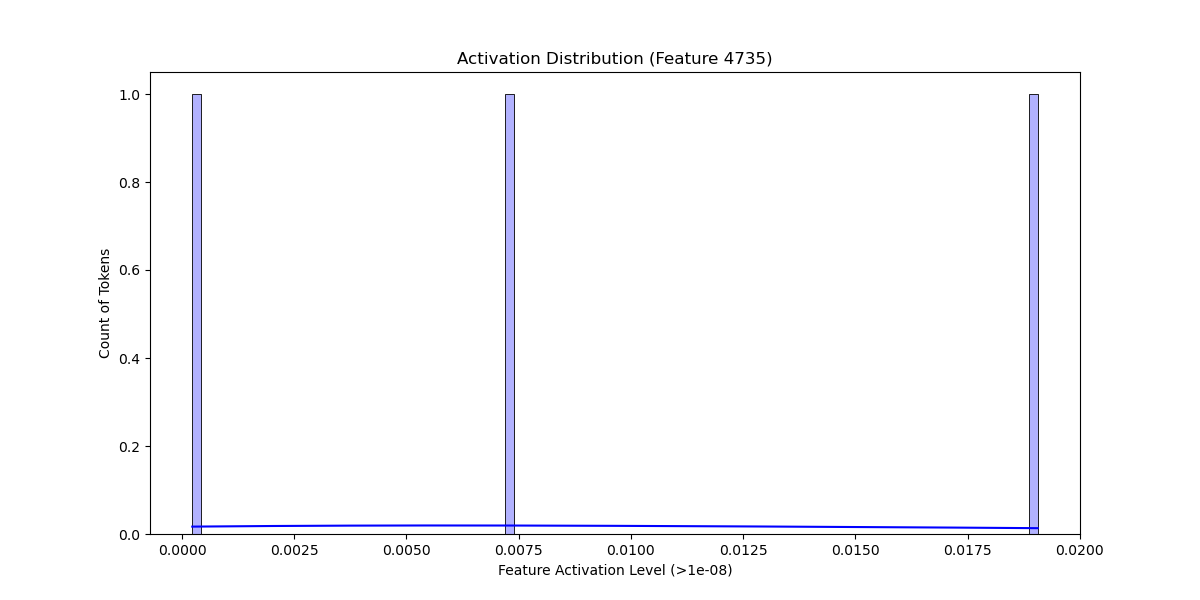 Activation Distribution (Feature 4735)
Count of Tokens
1.0
0.8
0.6
0.4
0.2
0.0
0.0000 0.0025 0.0050 0.0075 0.0100 0.0125 0.0150 0.0175 0.0200
Feature Activation Level (>1e-08)